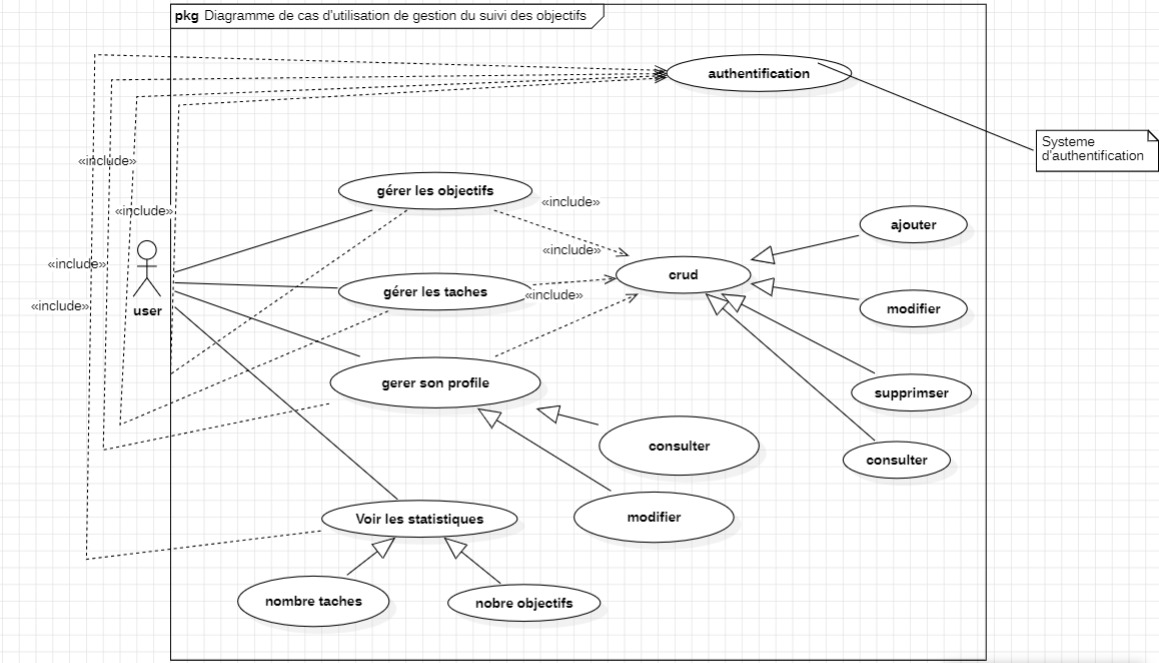 pkg Diagramme de cas d'utilisation de gestion du suivi des objectifs
authentification
Systeme
d'authentification
«include»
gérer les objectifs
«include»
«include»
ajouter
«include»
«include»
crud
gérer les taches
«include»
«include»
modifier
user
gerer son profile
supprimser
consulter
consulter
Voir les statistiques
modifier
nombre taches
nobre objectifs